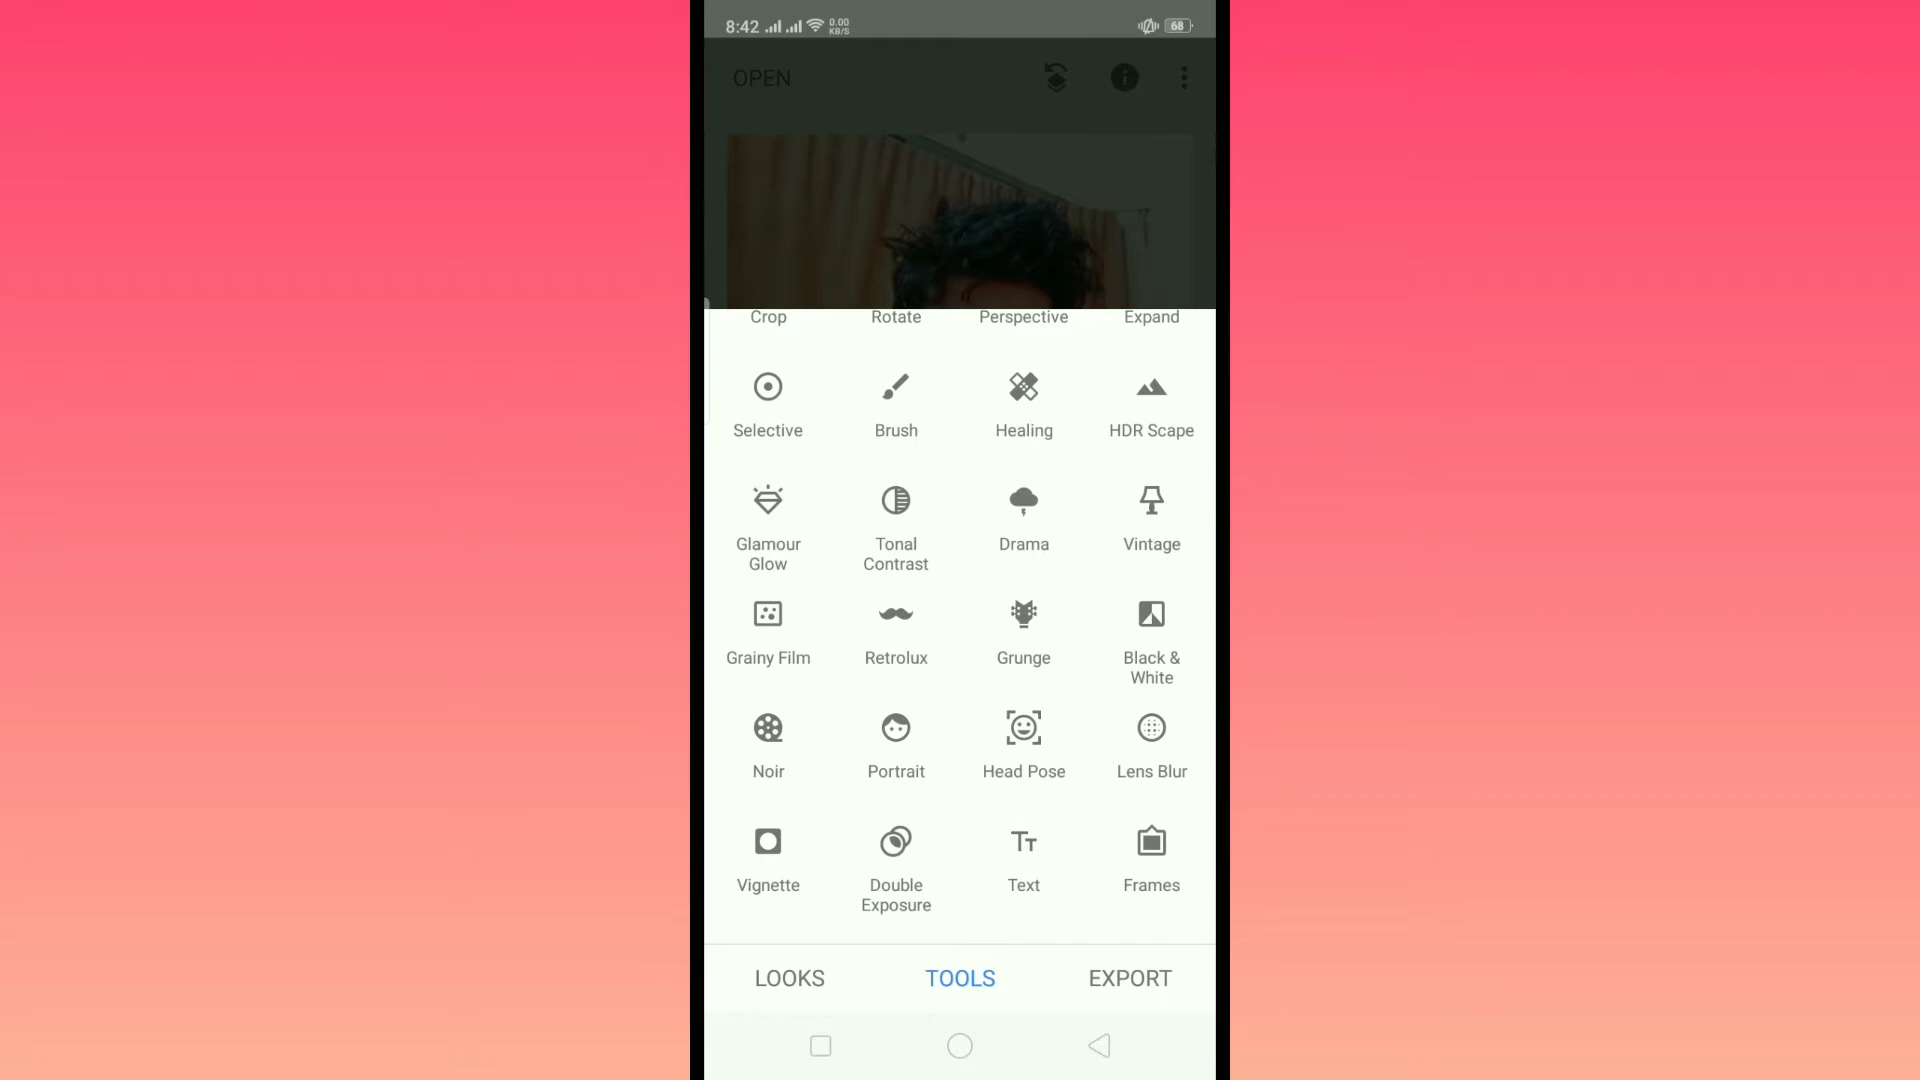 8:42 0.00 KB/S 68
OPEN
Crop Rotate Perspective Expand
Selective Brush Healing HDR Scape
Glamour Glow Tonal Contrast Drama Vintage
Grainy Film Retrolux Grunge Black & White
Noir Portrait Head Pose Lens Blur
Vignette Double Exposure Text Frames
LOOKS TOOLS EXPORT